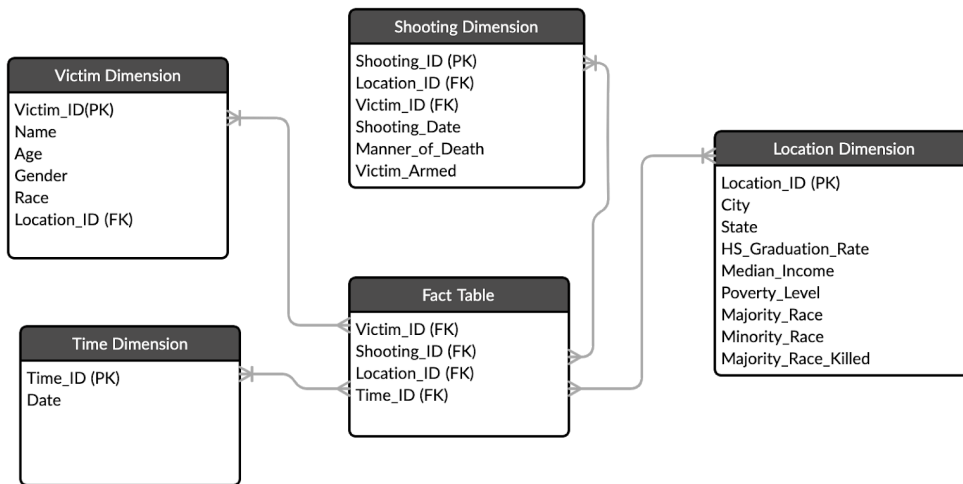 Shooting Dimension
Shooting_ID (PK)
Location_ID (FK)
Victim_ID (FK)
Shooting_Date
Manner_of_Death
Victim_Armed
Victim Dimension
Victim_ID(PK)
Name
Age
Gender
Race
Location_ID (FK)
Location Dimension
Location_ID (PK)
City
State
HS_Graduation_Rate
Median_Income
Poverty_Level
Majority_Race
Minority_Race
Majority_Race_Killed
Fact Table
Victim_ID (FK)
Shooting_ID (FK)
Location_ID (FK)
Time_ID (FK)
Time Dimension
Time_ID (PK)
Date